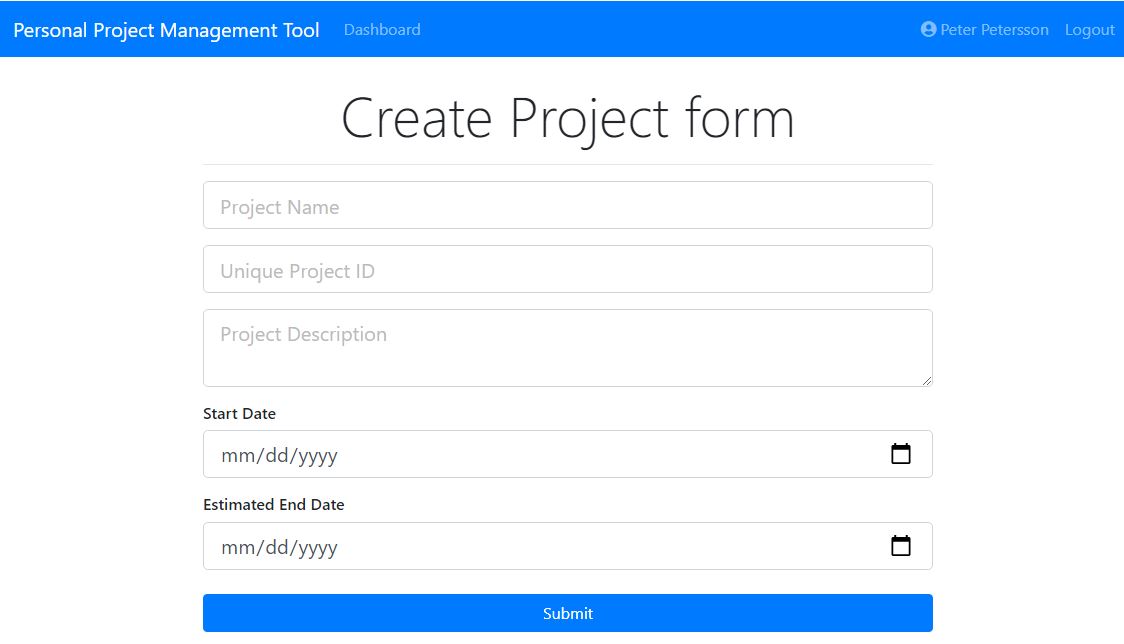 Personal Project Management Tool Dashboard Peter Petersson Logout
Create Project form
Project Name
Unique Project ID
Project Description
Start Date
mm/dd/yyyy
Estimated End Date
mm/dd/yyyy
Submit